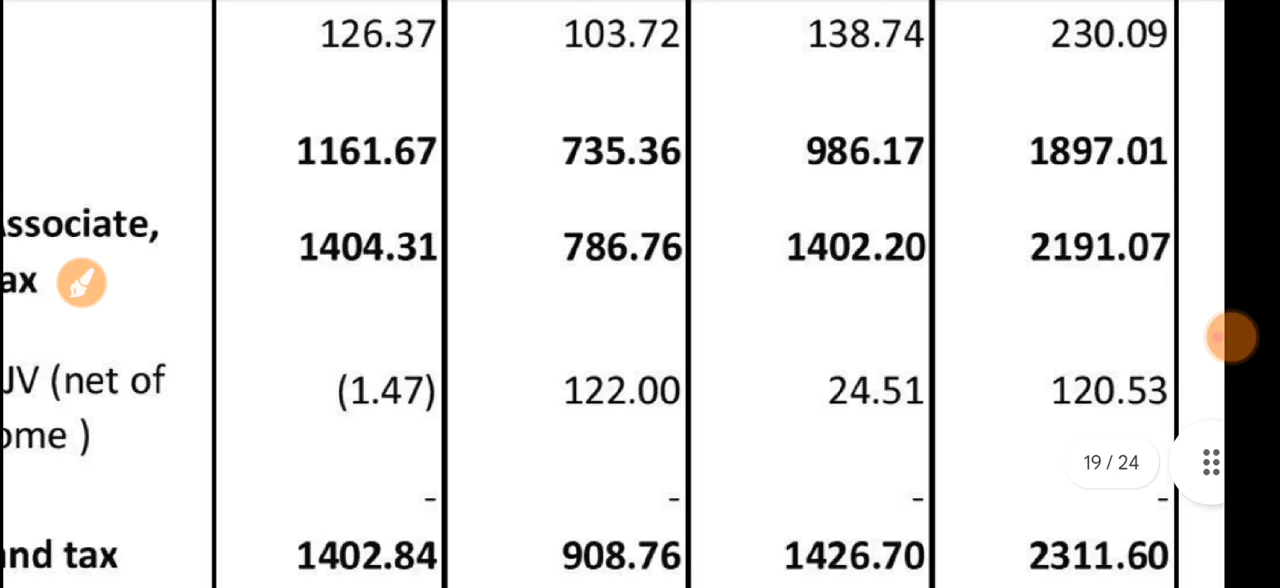 126.37 103.72 138.74 230.09
1161.67 735.36 986.17 1897.01
ssociate,
1404.31 786.76 1402.20 2191.07
ax
JV (net of
(1.47) 122.00 24.51 120.53
ome )
19 / 24
- - - -
nd tax 1402.84 908.76 1426.70 2311.60